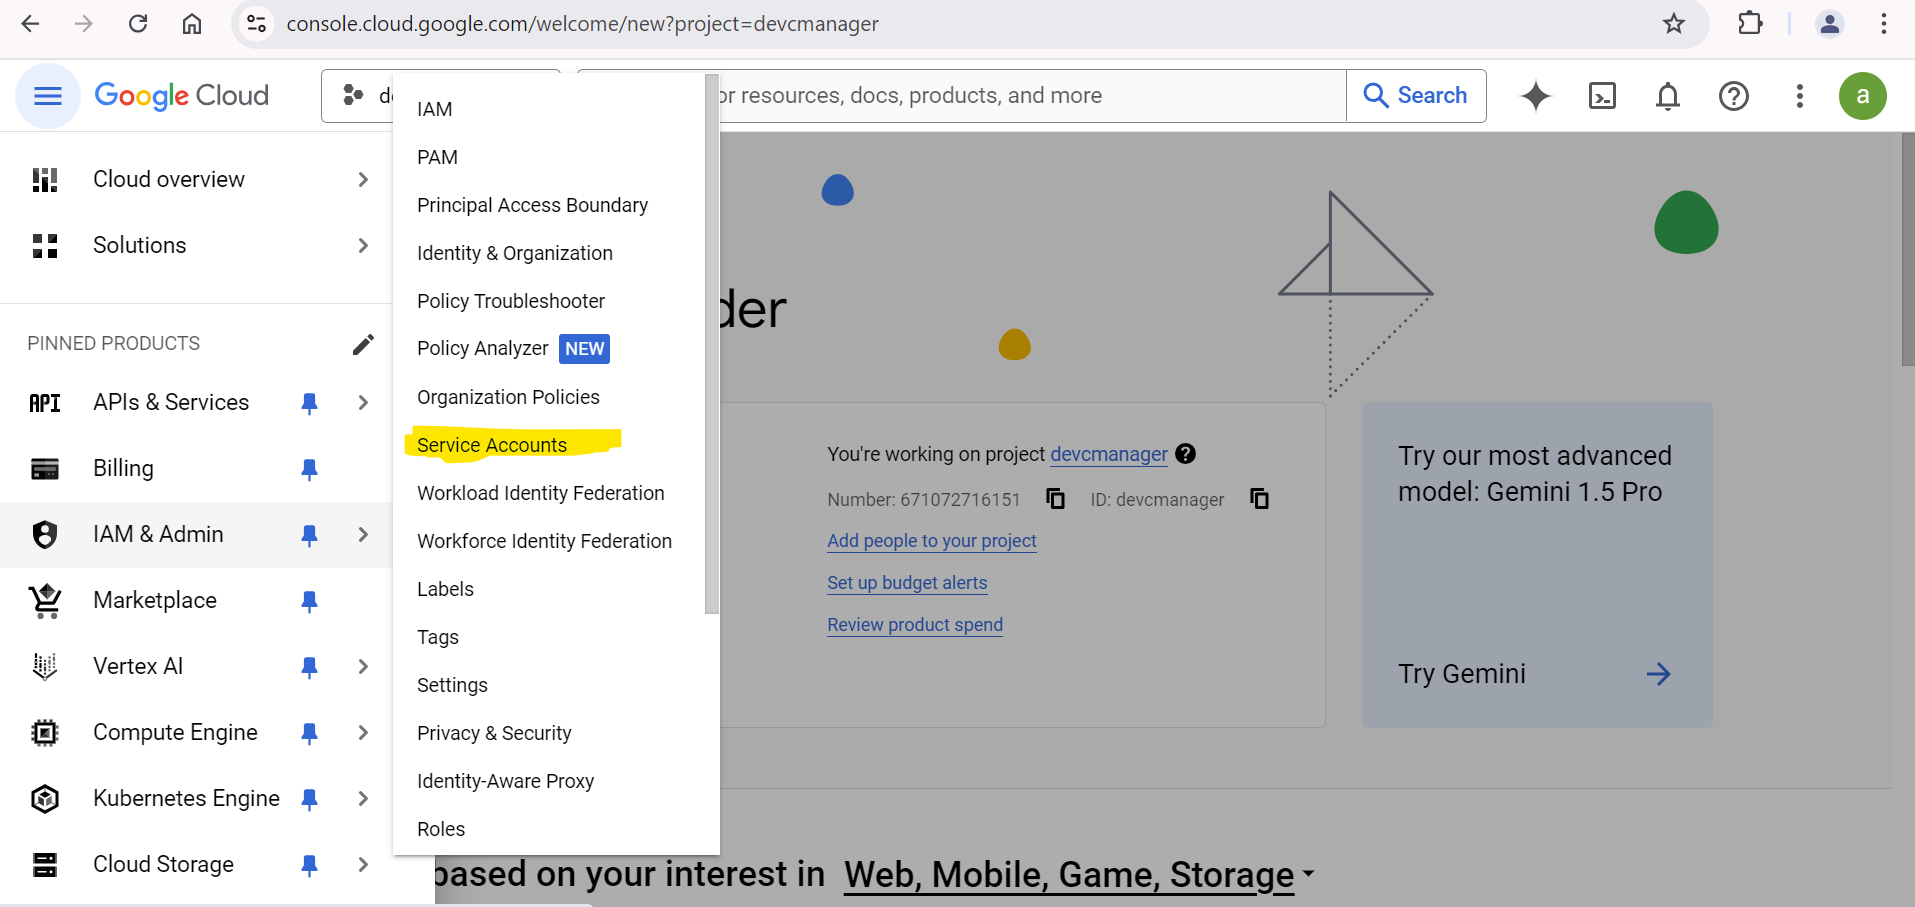 console.cloud.google.com/welcome/new?project=devcmanager
Google Cloud
or resources, docs, products, and more
Search
a
Cloud overview
Solutions
PINNED PRODUCTS
API APIs & Services
Billing
IAM & Admin
Marketplace
Vertex AI
Compute Engine
Kubernetes Engine
Cloud Storage
IAM
PAM
Principal Access Boundary
Identity & Organization
Policy Troubleshooter
Policy Analyzer NEW
Organization Policies
Service Accounts
Workload Identity Federation
Workforce Identity Federation
Labels
Tags
Settings
Privacy & Security
Identity-Aware Proxy
Roles
You're working on project devcmanager
Number: 671072716151 ID: devcmanager
Add people to your project
Set up budget alerts
Review product spend
Try our most advanced
model: Gemini 1.5 Pro
Try Gemini
based on your interest in Web, Mobile, Game, Storage